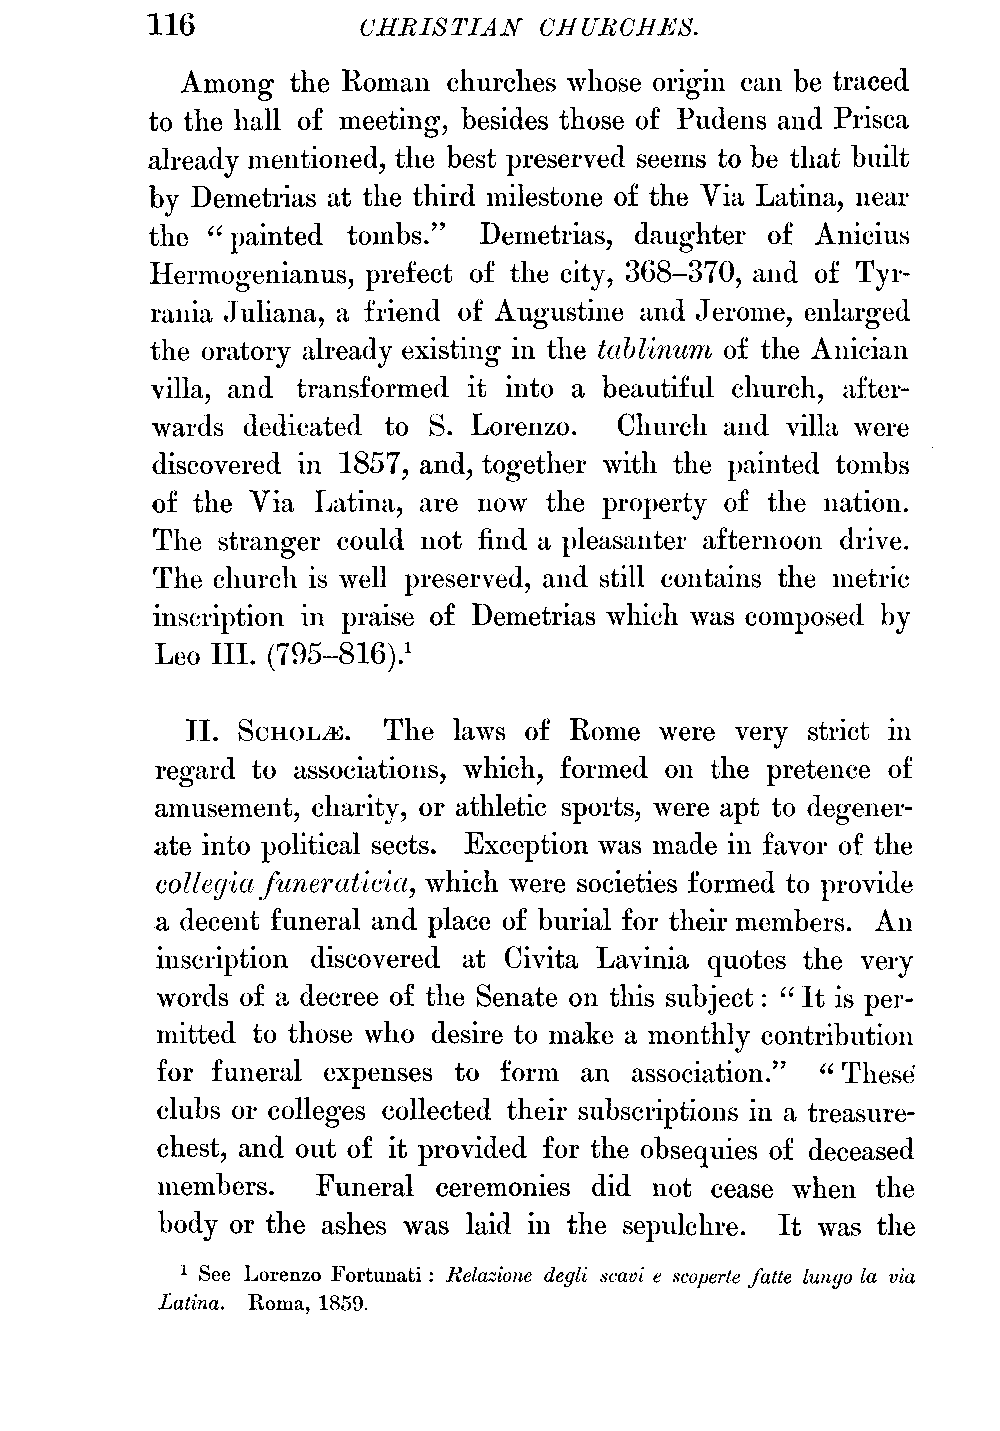 116 CHRISTIAN CHURCHES.
Among the Roman churches whose origin can be traced
to the hall of meeting, besides those of Pudens and Prisca
already mentioned, the best preserved seems to be that built
by Demetrias at the third milestone of the Via Latina, near
the “painted tombs.” Demetrias, daughter of Anicius
Hermogenianus, prefect of the city, 368–370, and of Tyr-
rania Juliana, a friend of Augustine and Jerome, enlarged
the oratory already existing in the tablinum of the Anician
villa, and transformed it into a beautiful church, after-
wards dedicated to S. Lorenzo. Church and villa were
discovered in 1857, and, together with the painted tombs
of the Via Latina, are now the property of the nation.
The stranger could not find a pleasanter afternoon drive.
The church is well preserved, and still contains the metric
inscription in praise of Demetrias which was composed by
Leo III. (795–816).¹
II. SCHOLÆ. The laws of Rome were very strict in
regard to associations, which, formed on the pretence of
amusement, charity, or athletic sports, were apt to degener-
ate into political sects. Exception was made in favor of the
collegia funeraticia, which were societies formed to provide
a decent funeral and place of burial for their members. An
inscription discovered at Civita Lavinia quotes the very
words of a decree of the Senate on this subject: “It is per-
mitted to those who desire to make a monthly contribution
for funeral expenses to form an association.” “These
clubs or colleges collected their subscriptions in a treasure-
chest, and out of it provided for the obsequies of deceased
members. Funeral ceremonies did not cease when the
body or the ashes was laid in the sepulchre. It was the
¹ See Lorenzo Fortunati: Relazione degli scavi e scoperte fatte lungo la via
Latina. Roma, 1859.